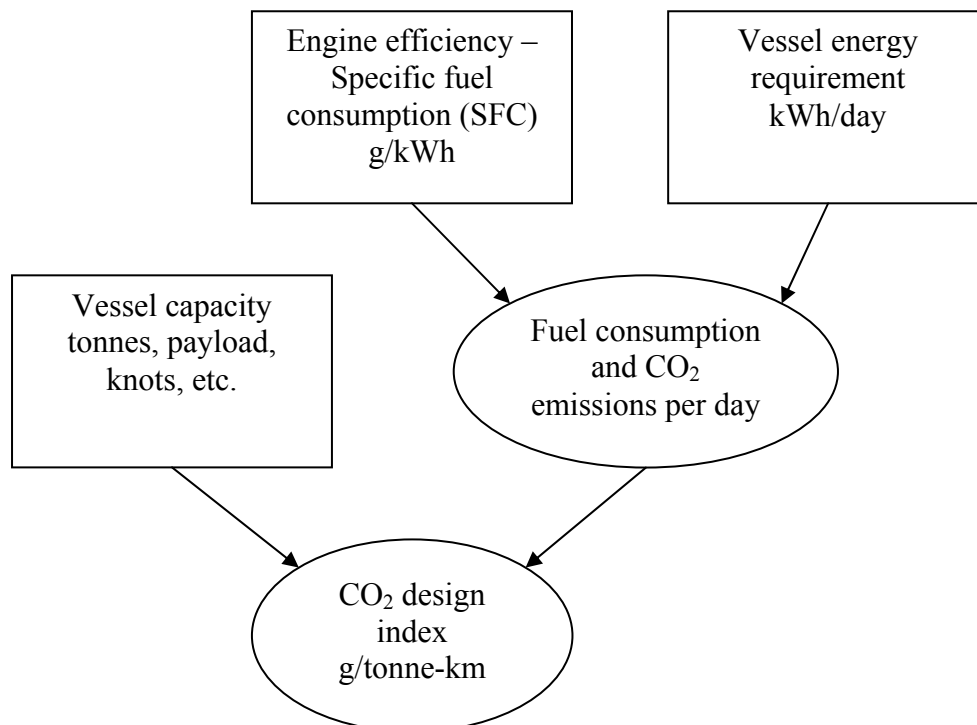 Engine efficiency –
Specific fuel
consumption (SFC)
g/kWh
Vessel energy
requirement
kWh/day
Vessel capacity
tonnes, payload,
knots, etc.
Fuel consumption
and CO₂
emissions per day
CO₂ design
index
g/tonne-km